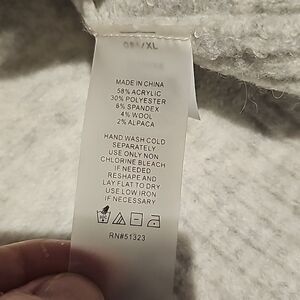 MADE IN CHINA
58% ACRYLIC
30% POLYESTER
6% SPANDEX
4% WOOL
2% ALPACA
HAND WASH COLD
SEPARATELY
USE ONLY NON
CHLORINE BLEACH
IF NEEDED
RESHAPE AND
LAY FLAT TO DRY
USE LOW IRON
IF NECESSARY
RN#51323